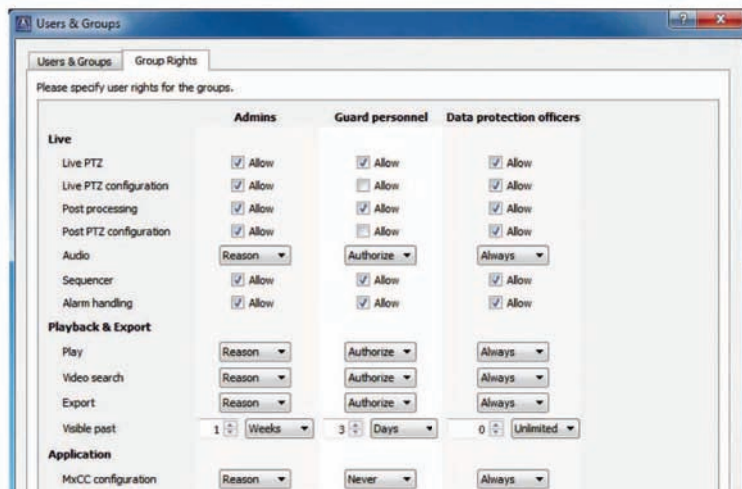 Users & Groups
?
X
Users & Groups Group Rights
Please specify user rights for the groups.
Admins Guard personnel Data protection officers
Live
Live PTZ Allow Allow Allow
Live PTZ configuration Allow Allow Allow
Post processing Allow Allow Allow
Post PTZ configuration Allow Allow Allow
Audio Reason Authorize Always
Sequencer Allow Allow Allow
Alarm handling Allow Allow Allow
Playback & Export
Play Reason Authorize Always
Video search Reason Authorize Always
Export Reason Authorize Always
Visible past 1 Weeks 3 Days 0 Unlimited
Application
MxCC configuration Reason Never Always